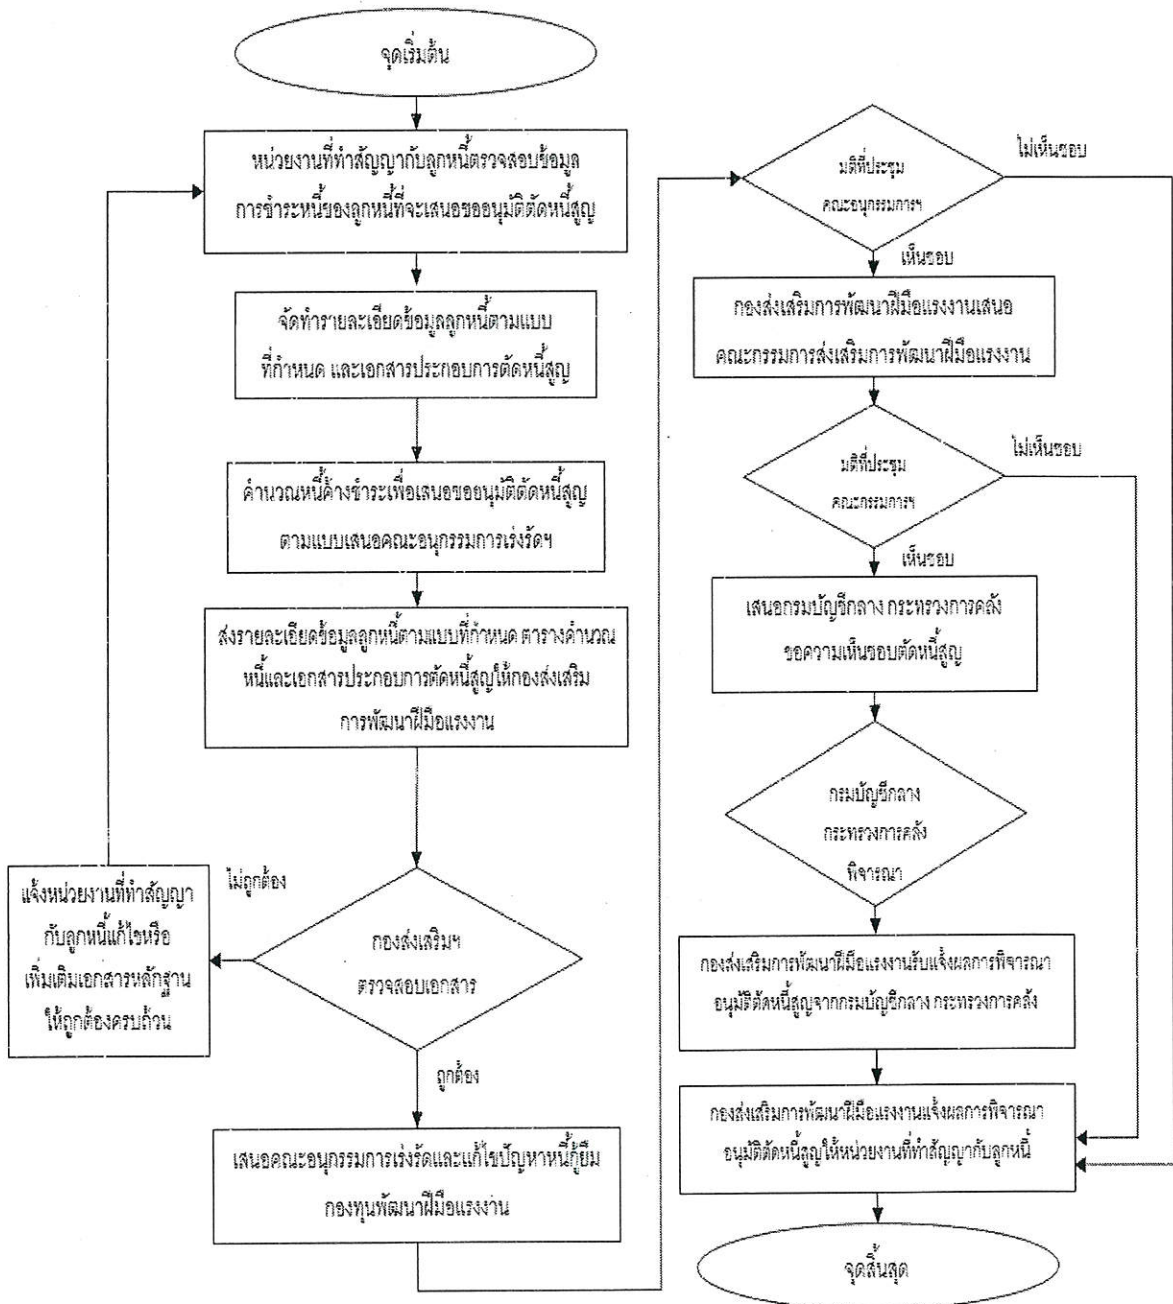 จุดเริ่มต้น
หน่วยงานที่ทำสัญญากับลูกหนี้ตรวจสอบข้อมูล
การชำระหนี้ของลูกหนี้ที่จะเสนอขออนุมัติตัดหนี้สูญ
จัดทำรายละเอียดข้อมูลลูกหนี้ตามแบบ
ที่กำหนด และเอกสารประกอบการตัดหนี้สูญ
คำนวณหนี้ค้างชำระเพื่อเสนอขออนุมัติตัดหนี้สูญ
ตามแบบเสนอคณะอนุกรรมการเร่งรัดฯ
ส่งรายละเอียดข้อมูลลูกหนี้ตามแบบที่กำหนด ตารางคำนวณ
หนี้และเอกสารประกอบการตัดหนี้สูญให้กองส่งเสริม
การพัฒนาฝีมือแรงงาน
กองส่งเสริมฯ
ตรวจสอบเอกสาร
ไม่ถูกต้อง
แจ้งหน่วยงานที่ทำสัญญา
กับลูกหนี้แก้ไขหรือ
เพิ่มเติมเอกสารหลักฐาน
ให้ถูกต้องครบถ้วน
ถูกต้อง
เสนอคณะอนุกรรมการเร่งรัดและแก้ไขปัญหาหนี้กู้ยืม
กองทุนพัฒนาฝีมือแรงงาน
มติที่ประชุม
คณะอนุกรรมการฯ
ไม่เห็นชอบ
เห็นชอบ
กองส่งเสริมการพัฒนาฝีมือแรงงานเสนอ
คณะกรรมการส่งเสริมการพัฒนาฝีมือแรงงาน
มติที่ประชุม
คณะกรรมการฯ
ไม่เห็นชอบ
เห็นชอบ
เสนอกรมบัญชีกลาง กระทรวงการคลัง
ขอความเห็นชอบตัดหนี้สูญ
กรมบัญชีกลาง
กระทรวงการคลัง
พิจารณา
กองส่งเสริมการพัฒนาฝีมือแรงงานรับแจ้งผลการพิจารณา
อนุมัติตัดหนี้สูญจากกรมบัญชีกลาง กระทรวงการคลัง
กองส่งเสริมการพัฒนาฝีมือแรงงานแจ้งผลการพิจารณา
อนุมัติตัดหนี้สูญให้หน่วยงานที่ทำสัญญากับลูกหนี้
จุดสิ้นสุด